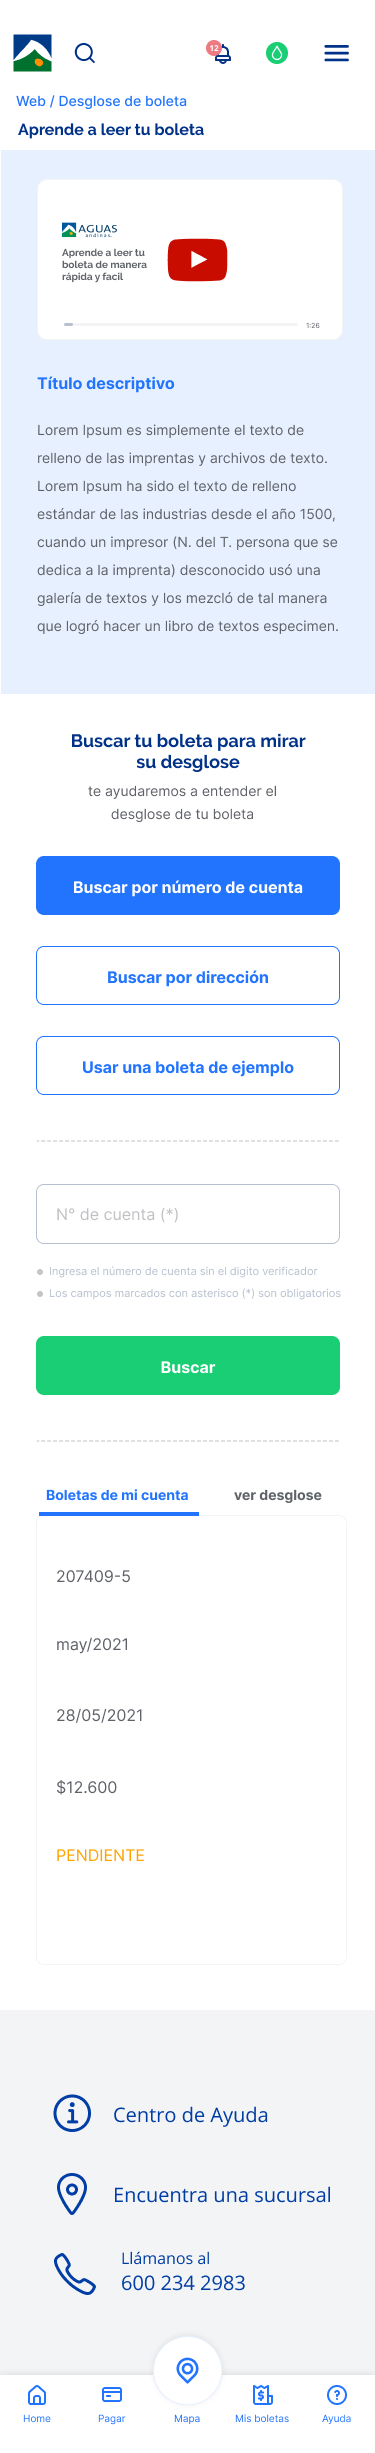 12
Web / Desglose de boleta
Aprende a leer tu boleta
AGUAS
andinas.
Aprende a leer tu
boleta de manera
rápida y facil
1:26
Título descriptivo
Lorem Ipsum es simplemente el texto de
relleno de las imprentas y archivos de texto.
Lorem Ipsum ha sido el texto de relleno
estándar de las industrias desde el año 1500,
cuando un impresor (N. del T. persona que se
dedica a la imprenta) desconocido usó una
galería de textos y los mezcló de tal manera
que logró hacer un libro de textos especimen.
Buscar tu boleta para mirar
su desglose
te ayudaremos a entender el
desglose de tu boleta
Buscar por número de cuenta
Buscar por dirección
Usar una boleta de ejemplo
N° de cuenta (*)
Ingresa el número de cuenta sin el digito verificador
Los campos marcados con asterisco (*) son obligatorios
Buscar
Boletas de mi cuenta ver desglose
207409-5
may/2021
28/05/2021
$12.600
PENDIENTE
Centro de Ayuda
Encuentra una sucursal
Llámanos al
600 234 2983
Home Pagar Mapa Mis boletas Ayuda